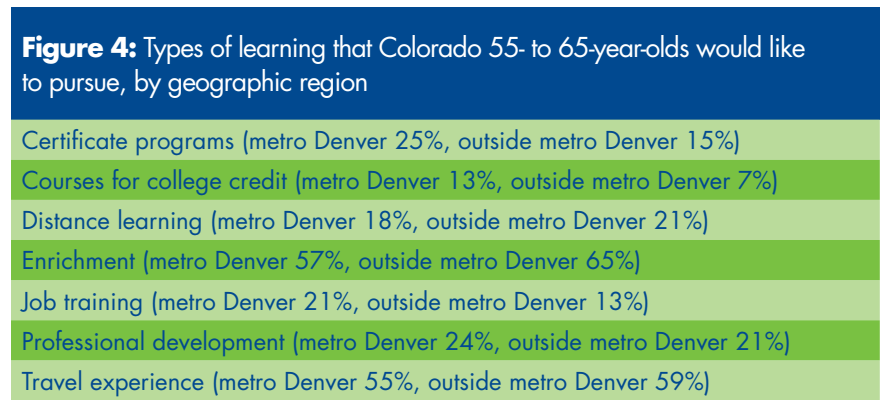 Figure 4: Types of learning that Colorado 55- to 65-year-olds would like
to pursue, by geographic region
Certificate programs (metro Denver 25%, outside metro Denver 15%)
Courses for college credit (metro Denver 13%, outside metro Denver 7%)
Distance learning (metro Denver 18%, outside metro Denver 21%)
Enrichment (metro Denver 57%, outside metro Denver 65%)
Job training (metro Denver 21%, outside metro Denver 13%)
Professional development (metro Denver 24%, outside metro Denver 21%)
Travel experience (metro Denver 55%, outside metro Denver 59%)